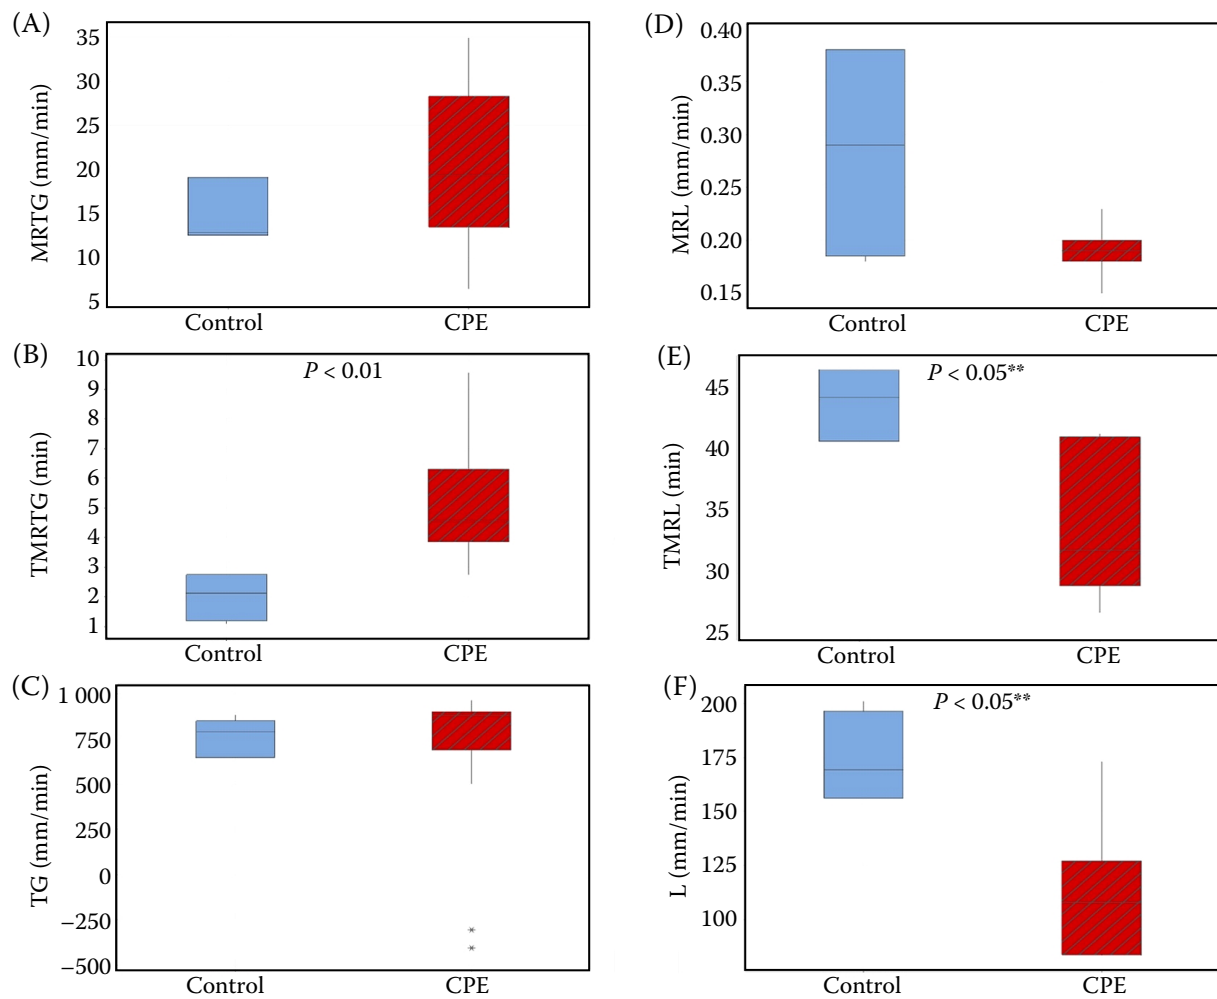 (A)
MRTG (mm/min)
35
30
25
20
15
10
5
Control
CPE
(B)
TMRTG (min)
10
9
8
7
6
5
4
3
2
1
P < 0.01
Control
CPE
(C)
TG (mm/min)
1 000
750
500
250
0
–250
–500
*
*
Control
CPE
(D)
MRL (mm/min)
0.40
0.35
0.30
0.25
0.20
0.15
Control
CPE
(E)
TMRL (min)
45
40
35
30
25
P < 0.05**
Control
CPE
(F)
L (mm/min)
200
175
150
125
100
P < 0.05**
Control
CPE